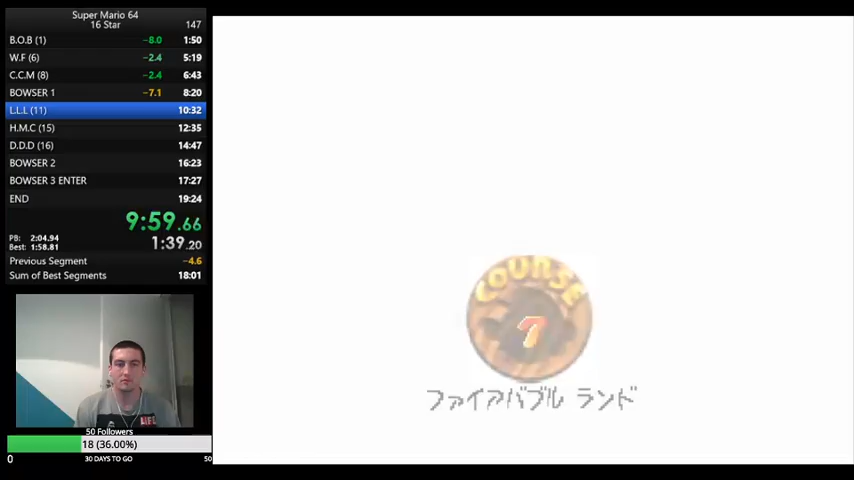 Super Mario 64
16 Star 147
B.O.B (1) -8.0 1:50
W.F (6) -2.4 5:19
C.C.M (8) -2.4 6:43
BOWSER 1 -7.1 8:20
L.L.L (11) 10:32
H.M.C (15) 12:35
D.D.D (16) 14:47
BOWSER 2 16:23
BOWSER 3 ENTER 17:27
END 19:24
9:59.66
PB: 2:04.94
Best: 1:58.81
1:39.20
Previous Segment -4.6
Sum of Best Segments 18:01
COURSE
7
ファイアバブル ランド
LIFE
50 Followers
18 (36.00%)
0 30 DAYS TO GO 50